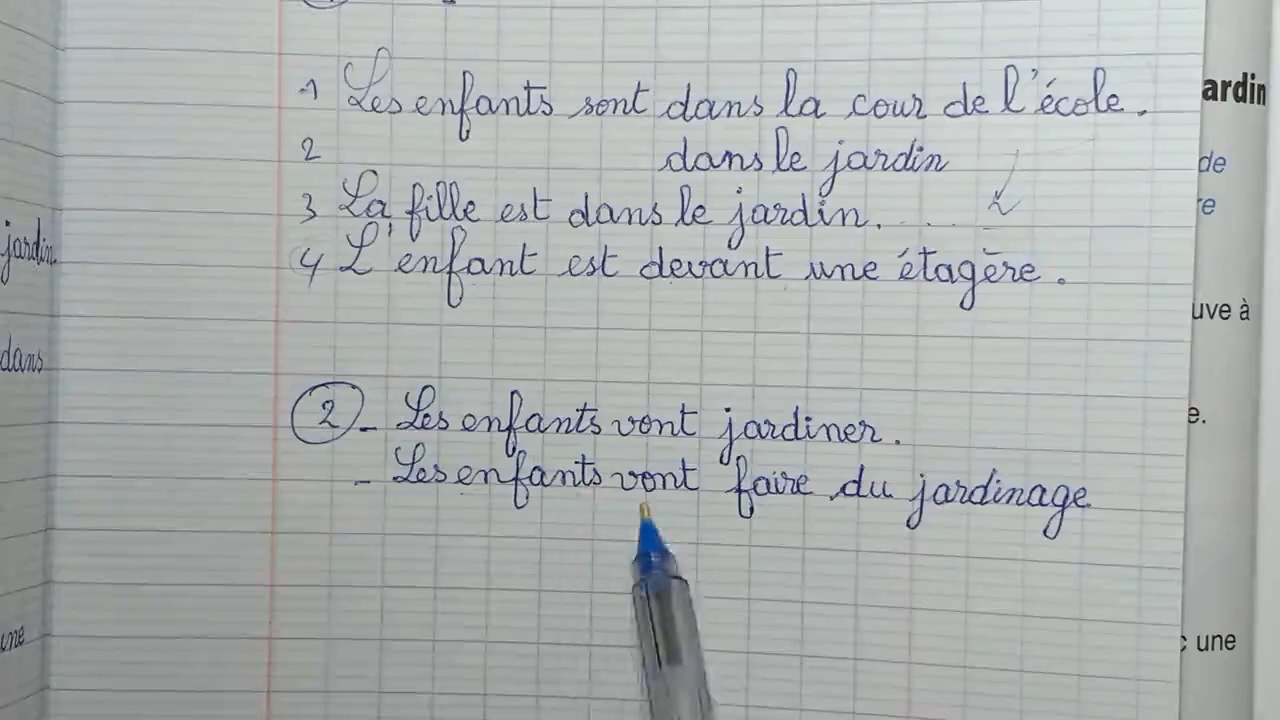 1 Les enfants sont dans la cour de l'école.
2 dans le jardin
3 La fille est dans le jardin. . .
4 L'enfant est devant une étagère.
2 - Les enfants vont jardiner.
- Les enfants vont faire du jardinage
jardin.
dans
une
ardin
de
re
uve à
e.
c une